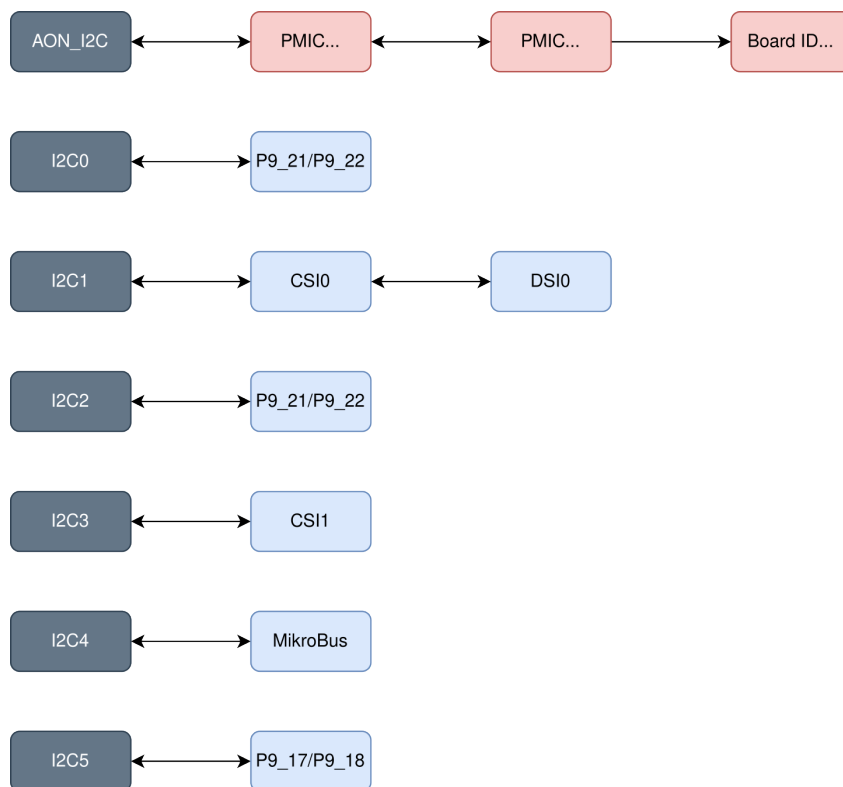 AON_I2C PMIC... PMIC... Board ID...
I2C0 P9_21/P9_22
I2C1 CSI0 DSI0
I2C2 P9_21/P9_22
I2C3 CSI1
I2C4 MikroBus
I2C5 P9_17/P9_18